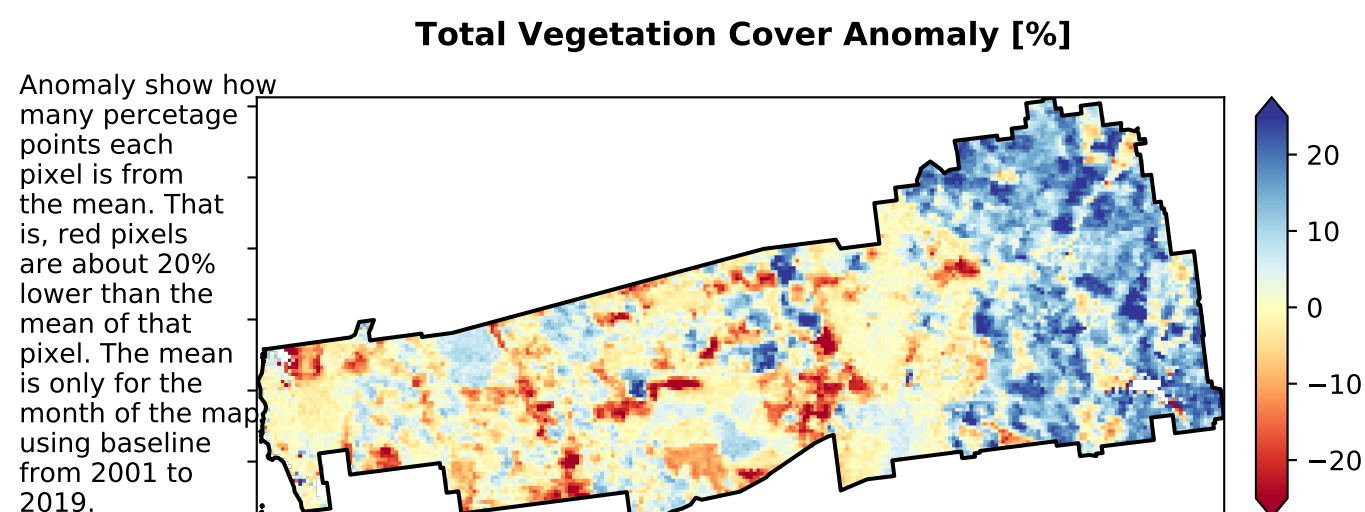 Total Vegetation Cover Anomaly [%]
Anomaly show how
many percetage
points each
pixel is from
the mean. That
is, red pixels
are about 20%
lower than the
mean of that
pixel. The mean
is only for the
month of the map
using baseline
from 2001 to
2019.
20
10
0
−10
−20